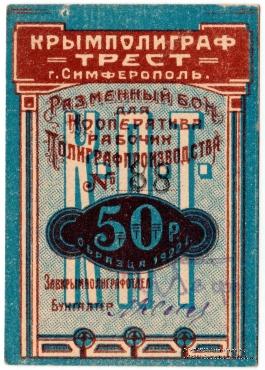 КРЫМПОЛИГРАФ
ТРЕСТ
г. СИМФЕРОПОЛЬ.
РАЗМЕННЫЙ БОН
ДЛЯ
КООПЕРАТИВА
РАБОЧИХ
ПОЛИГРАФПРОИЗВОДСТВА
№ 88
50 Р.
ОБРАЗЦА 1922 г.
ЗАВКРЫМПОЛИГРАФОТДЕЛ
БУХГАЛТЕР